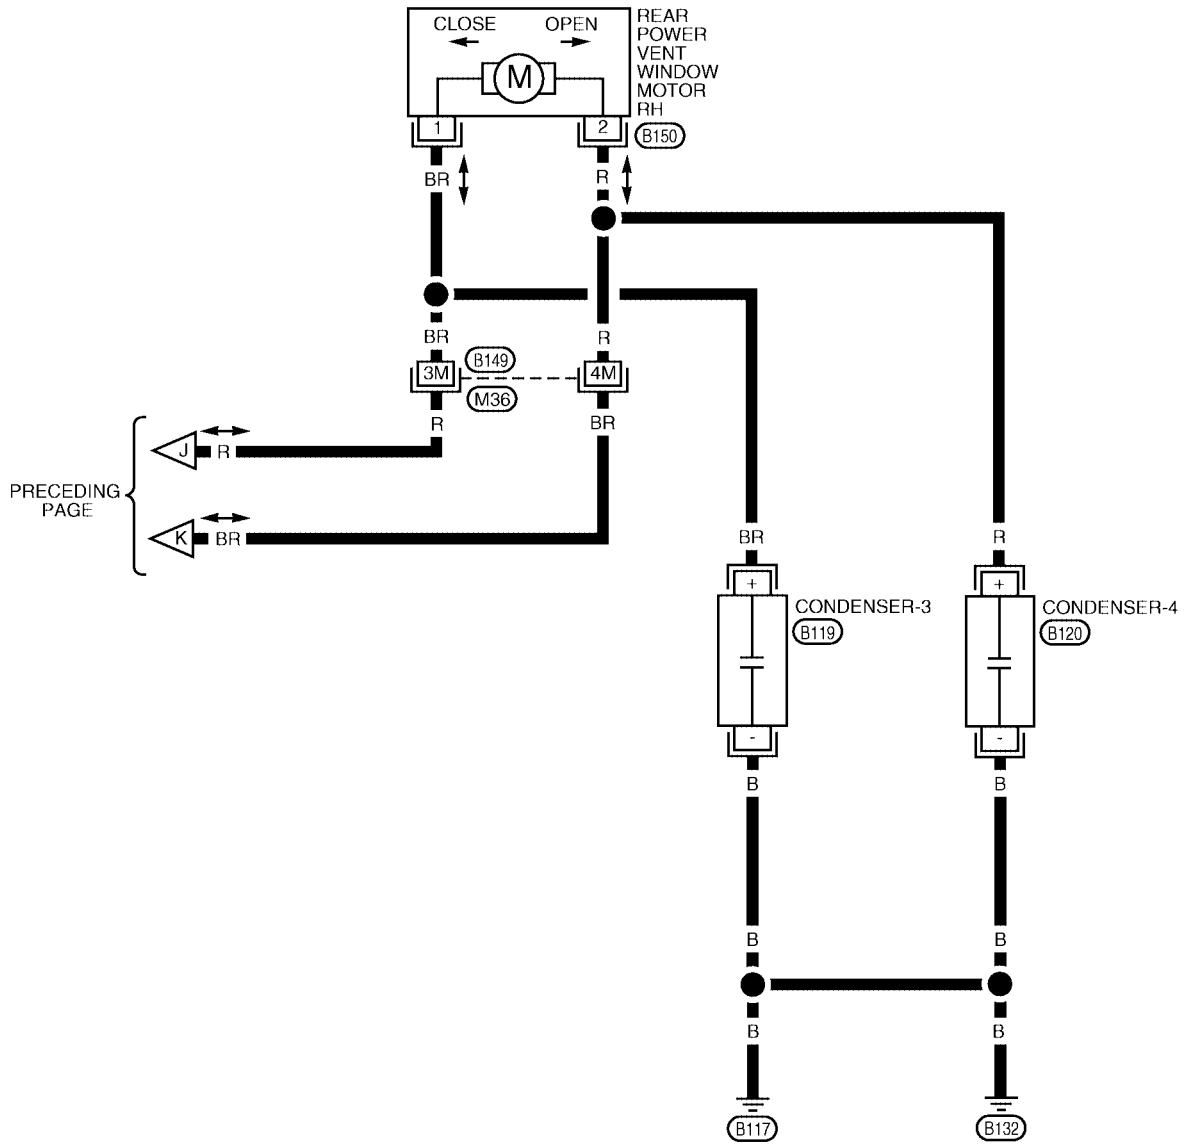 CLOSE OPEN
M
REAR
POWER
VENT
WINDOW
MOTOR
RH
1 2
B150
BR R
BR R
B149
3M 4M
M36
R BR
J R
PRECEDING
PAGE
K BR
BR R
+ +
CONDENSER-3 CONDENSER-4
B119 B120
- -
B B
B B
B B
B117 B132